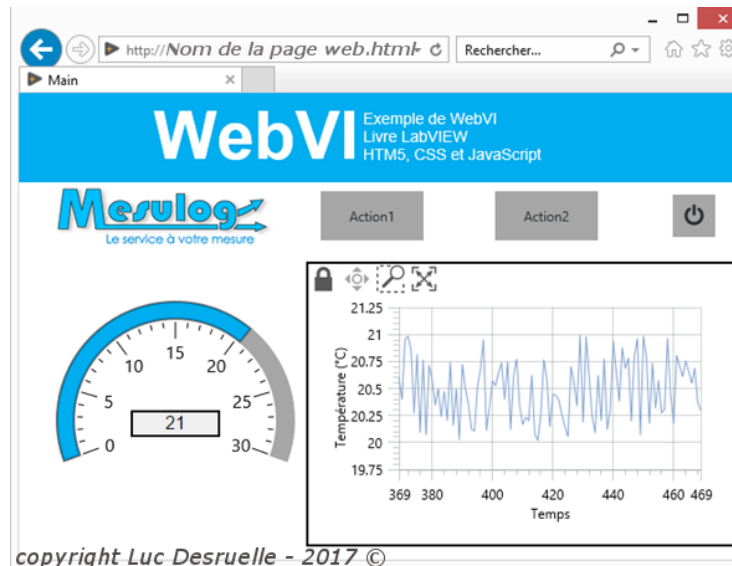 http://Nom de la page web.html
Rechercher...
Main
WebVI
Exemple de WebVI
Livre LabVIEW
HTM5, CSS et JavaScript
Mesulog
Le service à votre mesure
Action1
Action2
0
5
10
15
20
25
30
21
21.25
21
20.75
20.5
20.25
20
19.75
Température (°C)
369 380 400 420 440 460 469
Temps
copyright Luc Desruelle - 2017 ©